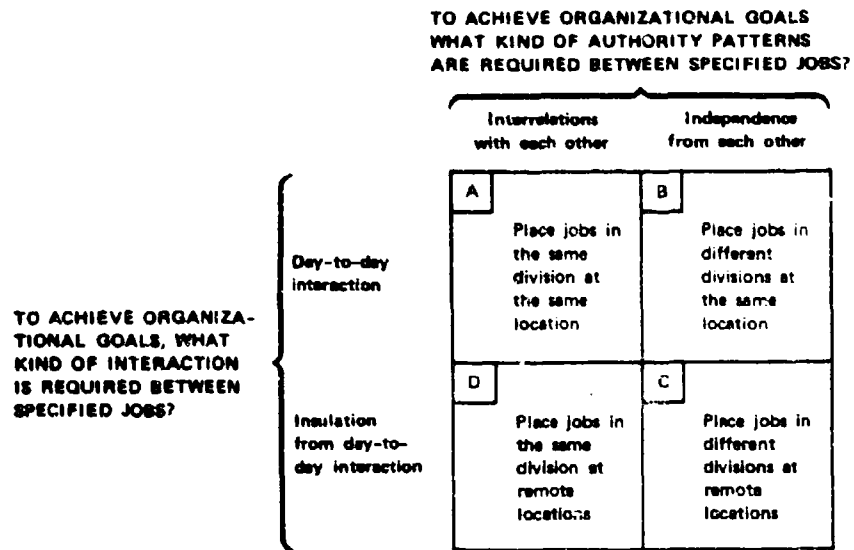 TO ACHIEVE ORGANIZATIONAL GOALS
WHAT KIND OF AUTHORITY PATTERNS
ARE REQUIRED BETWEEN SPECIFIED JOBS?
Interrelations
with each other
Independence
from each other
TO ACHIEVE ORGANIZA-
TIONAL GOALS, WHAT
KIND OF INTERACTION
IS REQUIRED BETWEEN
SPECIFIED JOBS?
Day-to-day
interaction
A
Place jobs in
the same
division at
the same
location
B
Place jobs in
different
divisions at
the same
location
Insulation
from day-to-
day interaction
D
Place jobs in
the same
division at
remote
locations
C
Place jobs in
different
divisions at
remote
locations